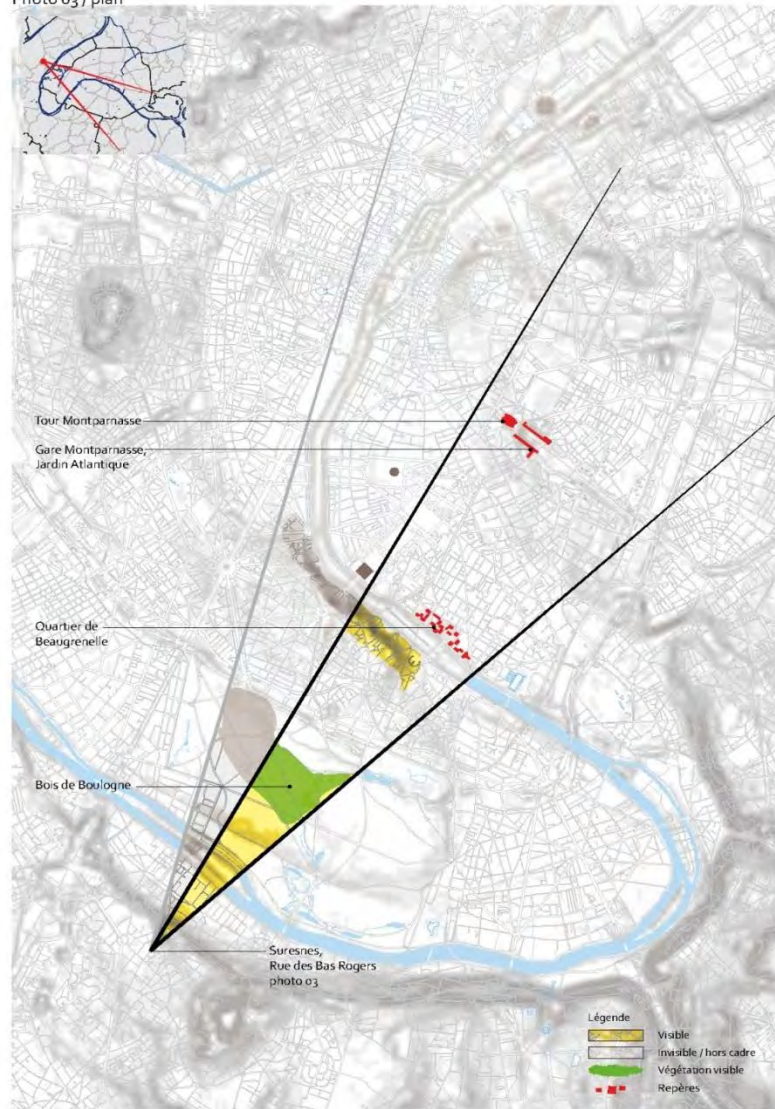 Photo 03 / plan
Tour Montparnasse
Gare Montparnasse,
Jardin Atlantique
Quartier de
Beaugrenelle
Bois de Boulogne
Suresnes,
Rue des Bas Rogers
photo 03
Légende
Visible
Invisible / hors cadre
Végétation visible
Repères